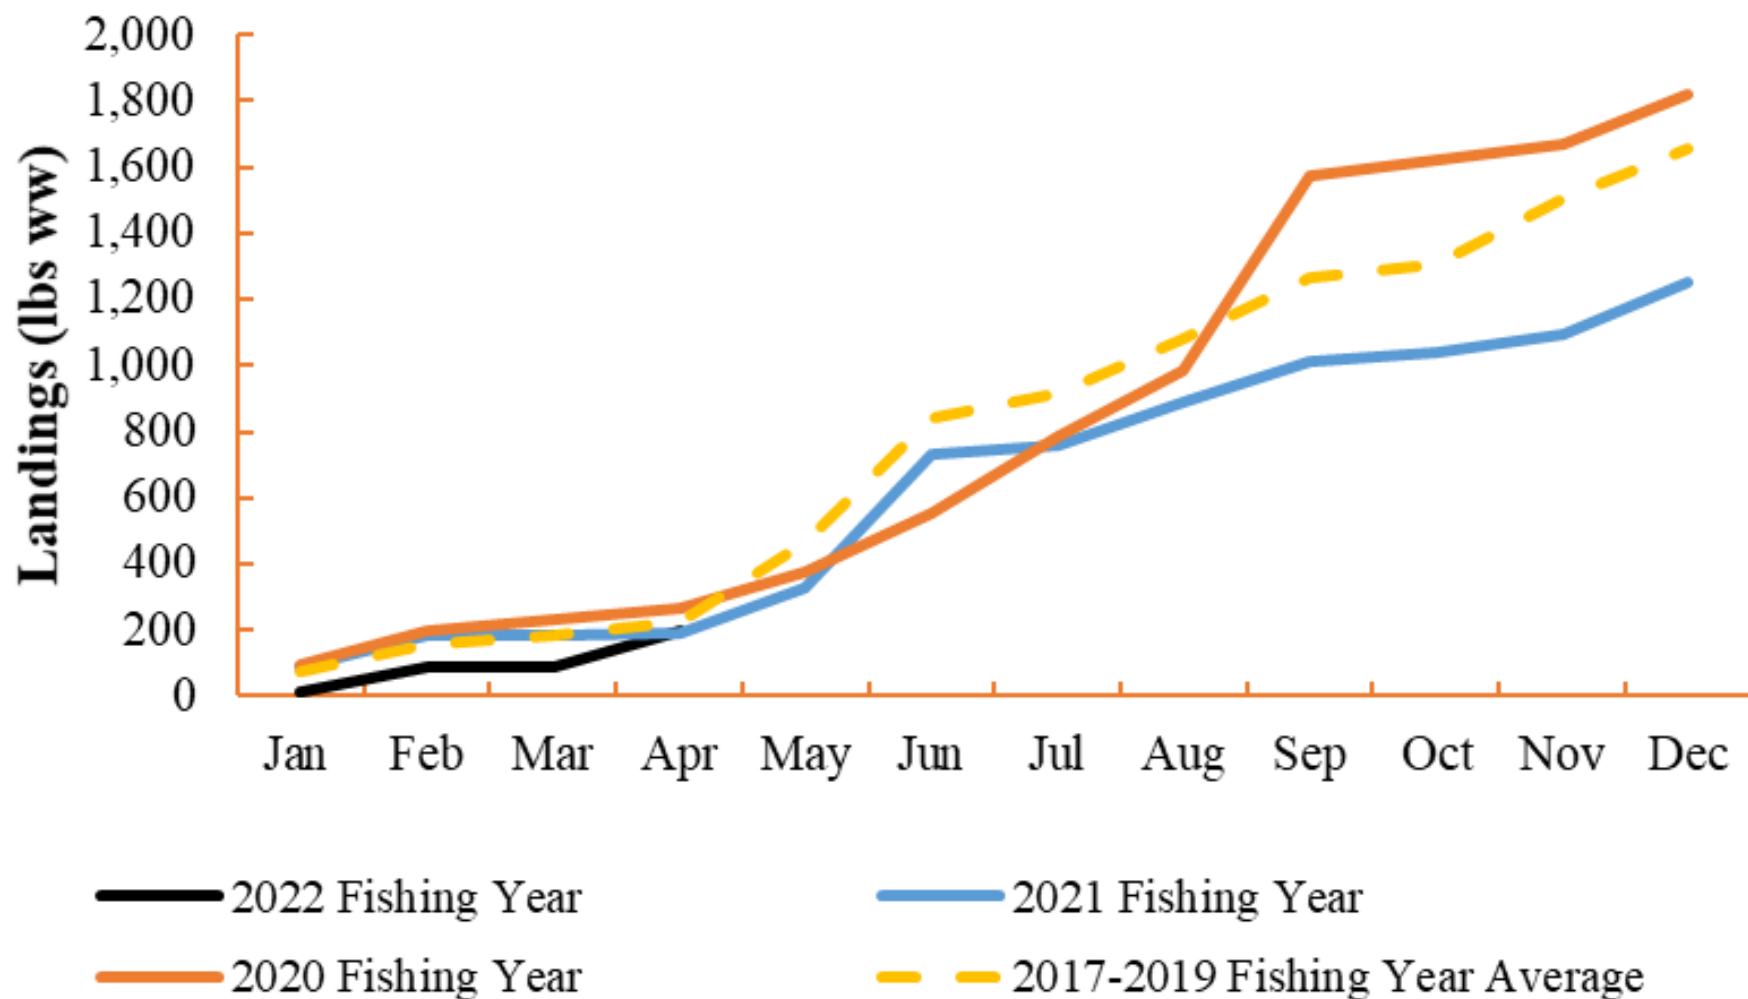 Landings (lbs ww)
2,000
1,800
1,600
1,400
1,200
1,000
800
600
400
200
0
Jan Feb Mar Apr May Jun Jul Aug Sep Oct Nov Dec
2022 Fishing Year 2021 Fishing Year
2020 Fishing Year 2017-2019 Fishing Year Average